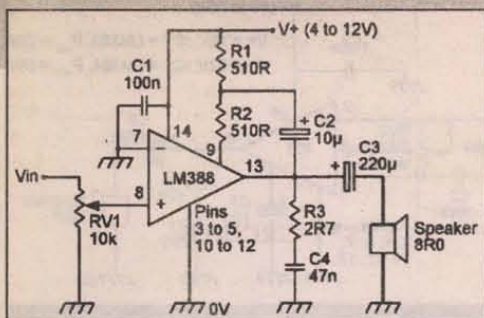 V+ (4 to 12V)
C1
100n
R1
510R
R2
510R
C2
10µ
C3
220µ
7
14
9
13
LM388
8
Vin
RV1
10k
Pins
3 to 5,
10 to 12
R3
2R7
C4
47n
Speaker
8R0
0V
+
+
−
+